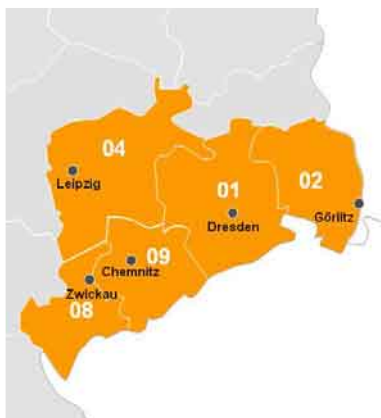 04
Leipzig
01
02
Dresden
Görlitz
09
Chemnitz
Zwickau
08